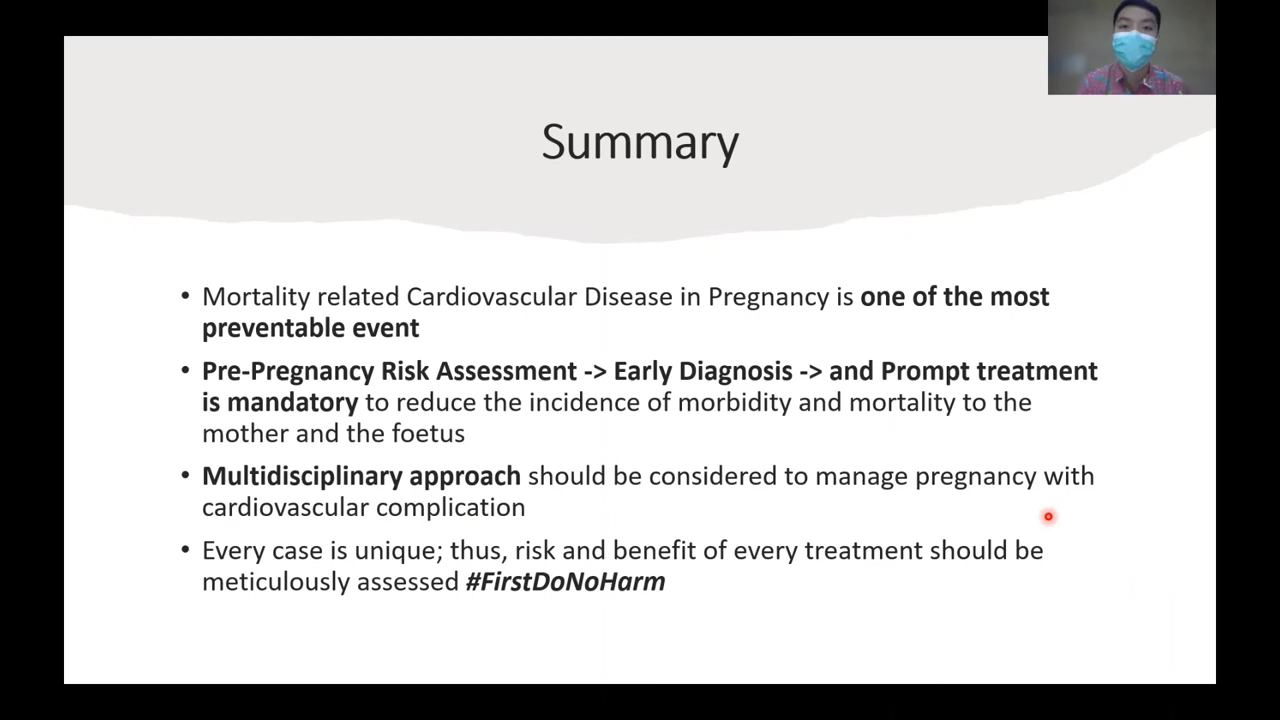 Summary
• Mortality related Cardiovascular Disease in Pregnancy is one of the most
preventable event
• Pre-Pregnancy Risk Assessment -> Early Diagnosis -> and Prompt treatment
is mandatory to reduce the incidence of morbidity and mortality to the
mother and the foetus
• Multidisciplinary approach should be considered to manage pregnancy with
cardiovascular complication
• Every case is unique; thus, risk and benefit of every treatment should be
meticulously assessed #FirstDoNoHarm